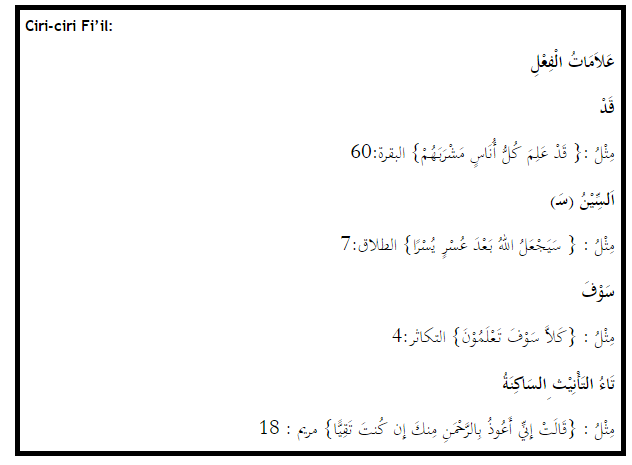 Ciri-ciri Fi'il:
عَلاَمَاتُ الْفِعْلِ
قَدْ
مِثْلُ :{ قَدْ عَلِمَ كُلُّ أُنَاسٍ مَشْرَبَهُمْ} البقرة:60
اَلسِّيْنُ (سَـ)
مِثْلُ : { سَيَجْعَلُ اللهُ بَعْدَ عُسْرٍ يُسْرًا} الطلاق:7
سَوْفَ
مِثْلُ : {كَلاَّ سَوْفَ تَعْلَمُوْنَ} التكاثر:4
تَاءُ التَأْنِيْثِ السَاكِنَةُ
مِثْلُ : {قَالَتْ إِنِّي أَعُوذُ بِالرَّحْمَنِ مِنكَ إِن كُنتَ تَقِيًّا} مريم : 18